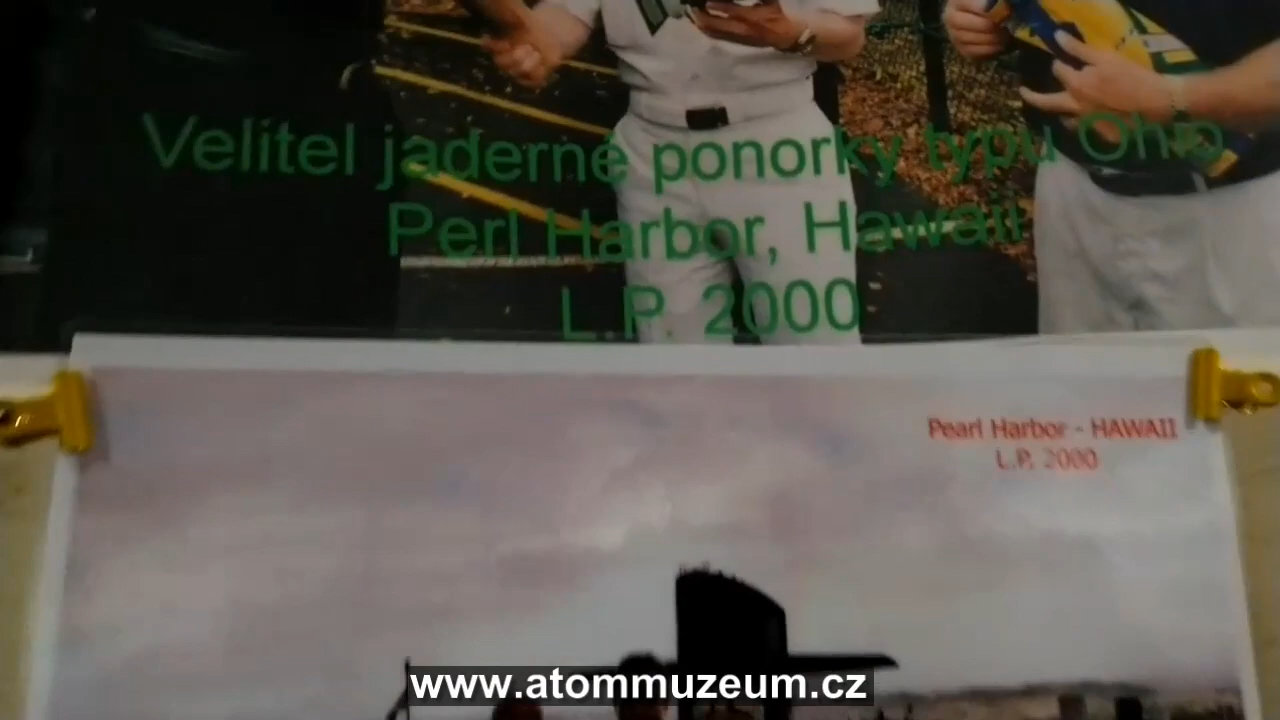 Velitel jaderné ponorky typu Ohio
Perl Harbor, Hawaii
L.P. 2000
Pearl Harbor - HAWAII
L.P. 2000
www.atommuzeum.cz